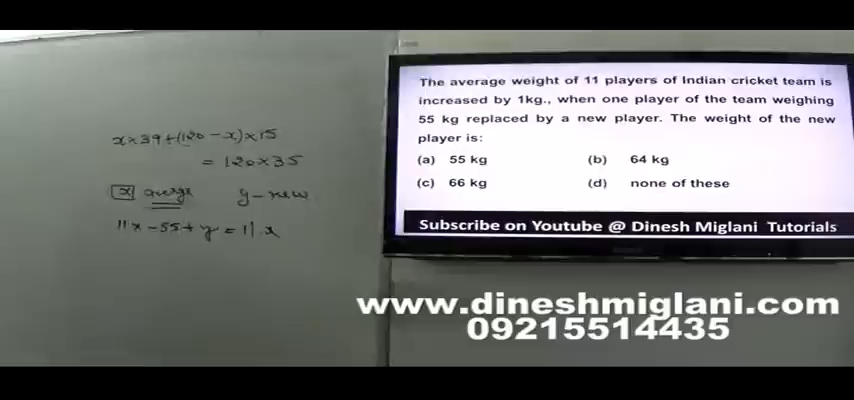 x×39+(120-x)×15
= 120×35
x average y-new
11x-55+y=11x
The average weight of 11 players of Indian cricket team is
increased by 1kg., when one player of the team weighing
55 kg replaced by a new player. The weight of the new
player is:
(a) 55 kg (b) 64 kg
(c) 66 kg (d) none of these
Subscribe on Youtube @ Dinesh Miglani Tutorials
www.dineshmiglani.com
09215514435